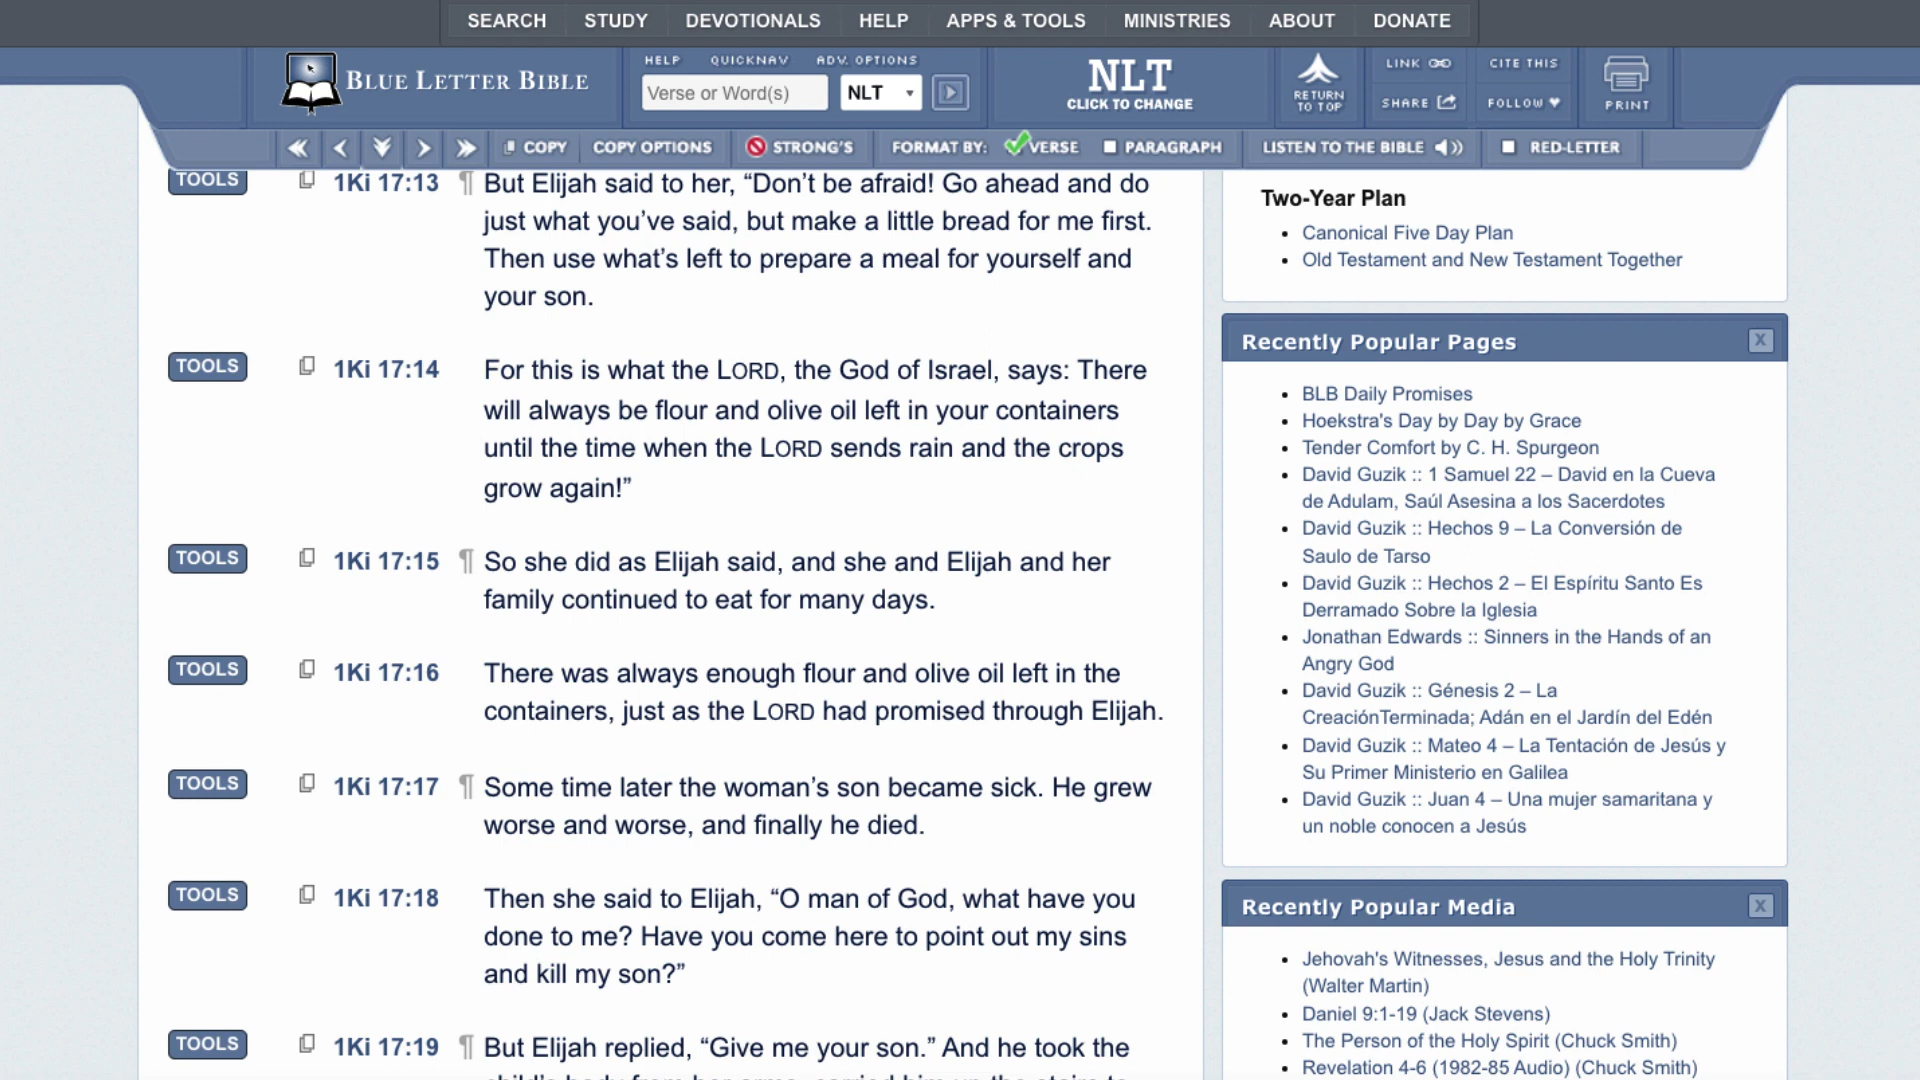 SEARCH STUDY DEVOTIONALS HELP APPS & TOOLS MINISTRIES ABOUT DONATE
BLUE LETTER BIBLE
HELP QUICKNAV ADV. OPTIONS
Verse or Word(s) NLT
NLT
CLICK TO CHANGE
RETURN
TO TOP
LINK
SHARE
CITE THIS
FOLLOW
PRINT
COPY COPY OPTIONS STRONG'S FORMAT BY: VERSE PARAGRAPH LISTEN TO THE BIBLE RED-LETTER
TOOLS 1Ki 17:13 ¶ But Elijah said to her, “Don’t be afraid! Go ahead and do
just what you’ve said, but make a little bread for me first.
Then use what’s left to prepare a meal for yourself and
your son.
TOOLS 1Ki 17:14 For this is what the LORD, the God of Israel, says: There
will always be flour and olive oil left in your containers
until the time when the LORD sends rain and the crops
grow again!”
TOOLS 1Ki 17:15 ¶ So she did as Elijah said, and she and Elijah and her
family continued to eat for many days.
TOOLS 1Ki 17:16 There was always enough flour and olive oil left in the
containers, just as the LORD had promised through Elijah.
TOOLS 1Ki 17:17 ¶ Some time later the woman’s son became sick. He grew
worse and worse, and finally he died.
TOOLS 1Ki 17:18 Then she said to Elijah, “O man of God, what have you
done to me? Have you come here to point out my sins
and kill my son?”
TOOLS 1Ki 17:19 ¶ But Elijah replied, “Give me your son.” And he took the
child’s body from her arms, carried him up the stairs to
Two-Year Plan
Canonical Five Day Plan
Old Testament and New Testament Together
Recently Popular Pages X
BLB Daily Promises
Hoekstra's Day by Day by Grace
Tender Comfort by C. H. Spurgeon
David Guzik :: 1 Samuel 22 – David en la Cueva
de Adulam, Saúl Asesina a los Sacerdotes
David Guzik :: Hechos 9 – La Conversión de
Saulo de Tarso
David Guzik :: Hechos 2 – El Espíritu Santo Es
Derramado Sobre la Iglesia
Jonathan Edwards :: Sinners in the Hands of an
Angry God
David Guzik :: Génesis 2 – La
CreaciónTerminada; Adán en el Jardín del Edén
David Guzik :: Mateo 4 – La Tentación de Jesús y
Su Primer Ministerio en Galilea
David Guzik :: Juan 4 – Una mujer samaritana y
un noble conocen a Jesús
Recently Popular Media X
Jehovah's Witnesses, Jesus and the Holy Trinity
(Walter Martin)
Daniel 9:1-19 (Jack Stevens)
The Person of the Holy Spirit (Chuck Smith)
Revelation 4-6 (1982-85 Audio) (Chuck Smith)